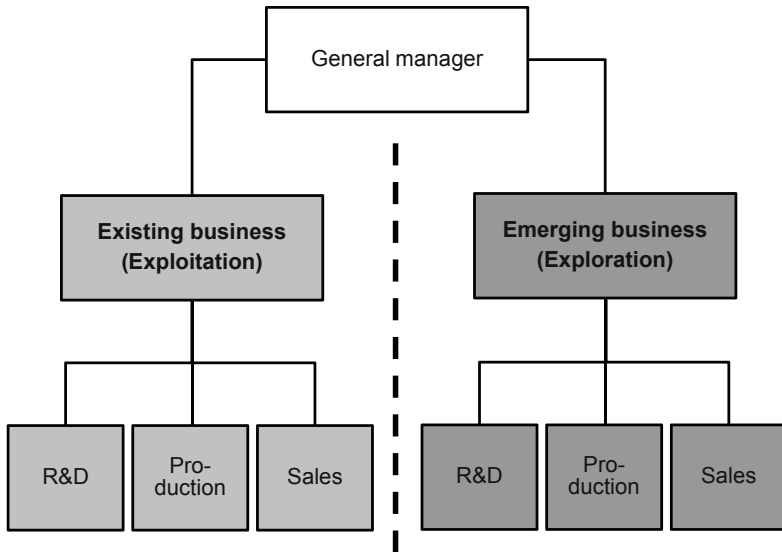 General manager
Existing business
(Exploitation)
Emerging business
(Exploration)
R&D
Pro-
duction
Sales
R&D
Pro-
duction
Sales